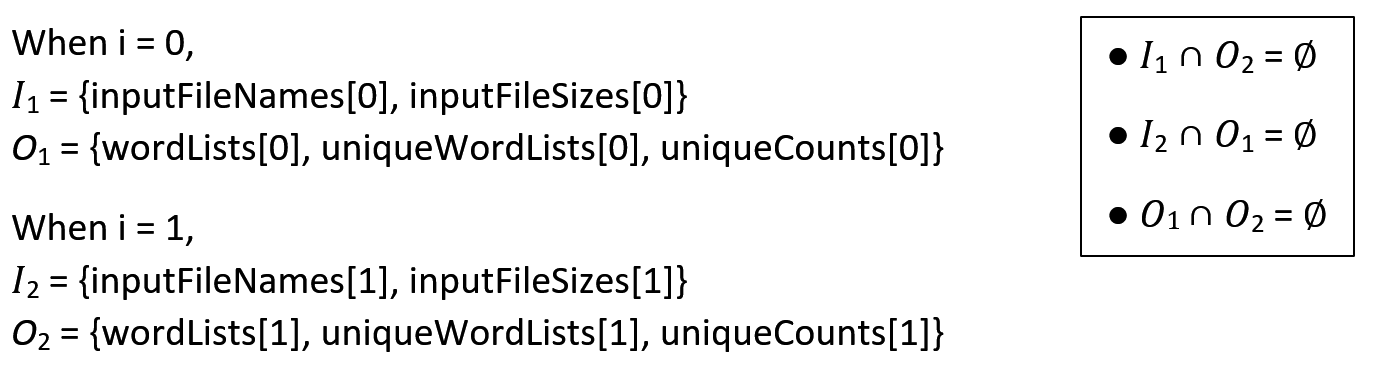 When i = 0,
I₁ = {inputFileNames[0], inputFileSizes[0]}
O₁ = {wordLists[0], uniqueWordLists[0], uniqueCounts[0]}
When i = 1,
I₂ = {inputFileNames[1], inputFileSizes[1]}
O₂ = {wordLists[1], uniqueWordLists[1], uniqueCounts[1]}
● I₁ ∩ O₂ = ∅
● I₂ ∩ O₁ = ∅
● O₁ ∩ O₂ = ∅